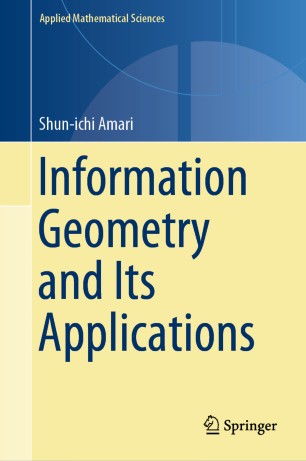 Applied Mathematical Sciences
Shun-ichi Amari
Information
Geometry
and Its
Applications
Springer